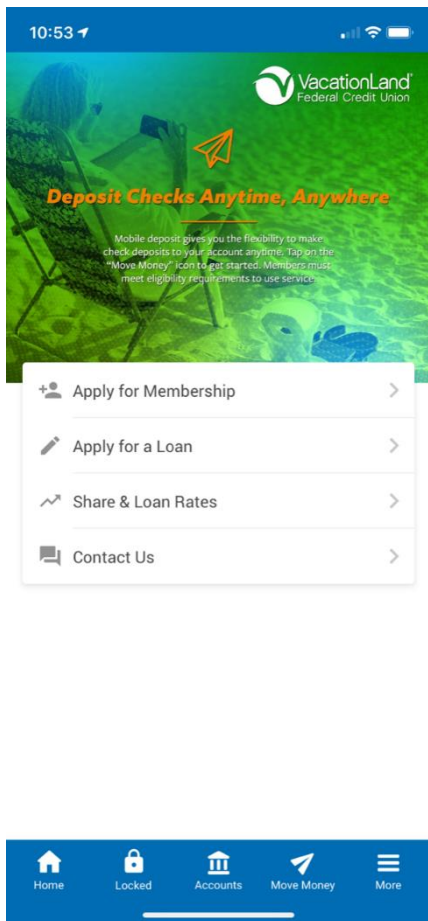 10:53
VacationLand
Federal Credit Union
Deposit Checks Anytime, Anywhere
Mobile deposit gives you the flexibility to make
check deposits to your account anytime. Tap on the
"Move Money" icon to get started. Members must
meet eligibility requirements to use service.
Apply for Membership
Apply for a Loan
Share & Loan Rates
Contact Us
Home
Locked
Accounts
Move Money
More